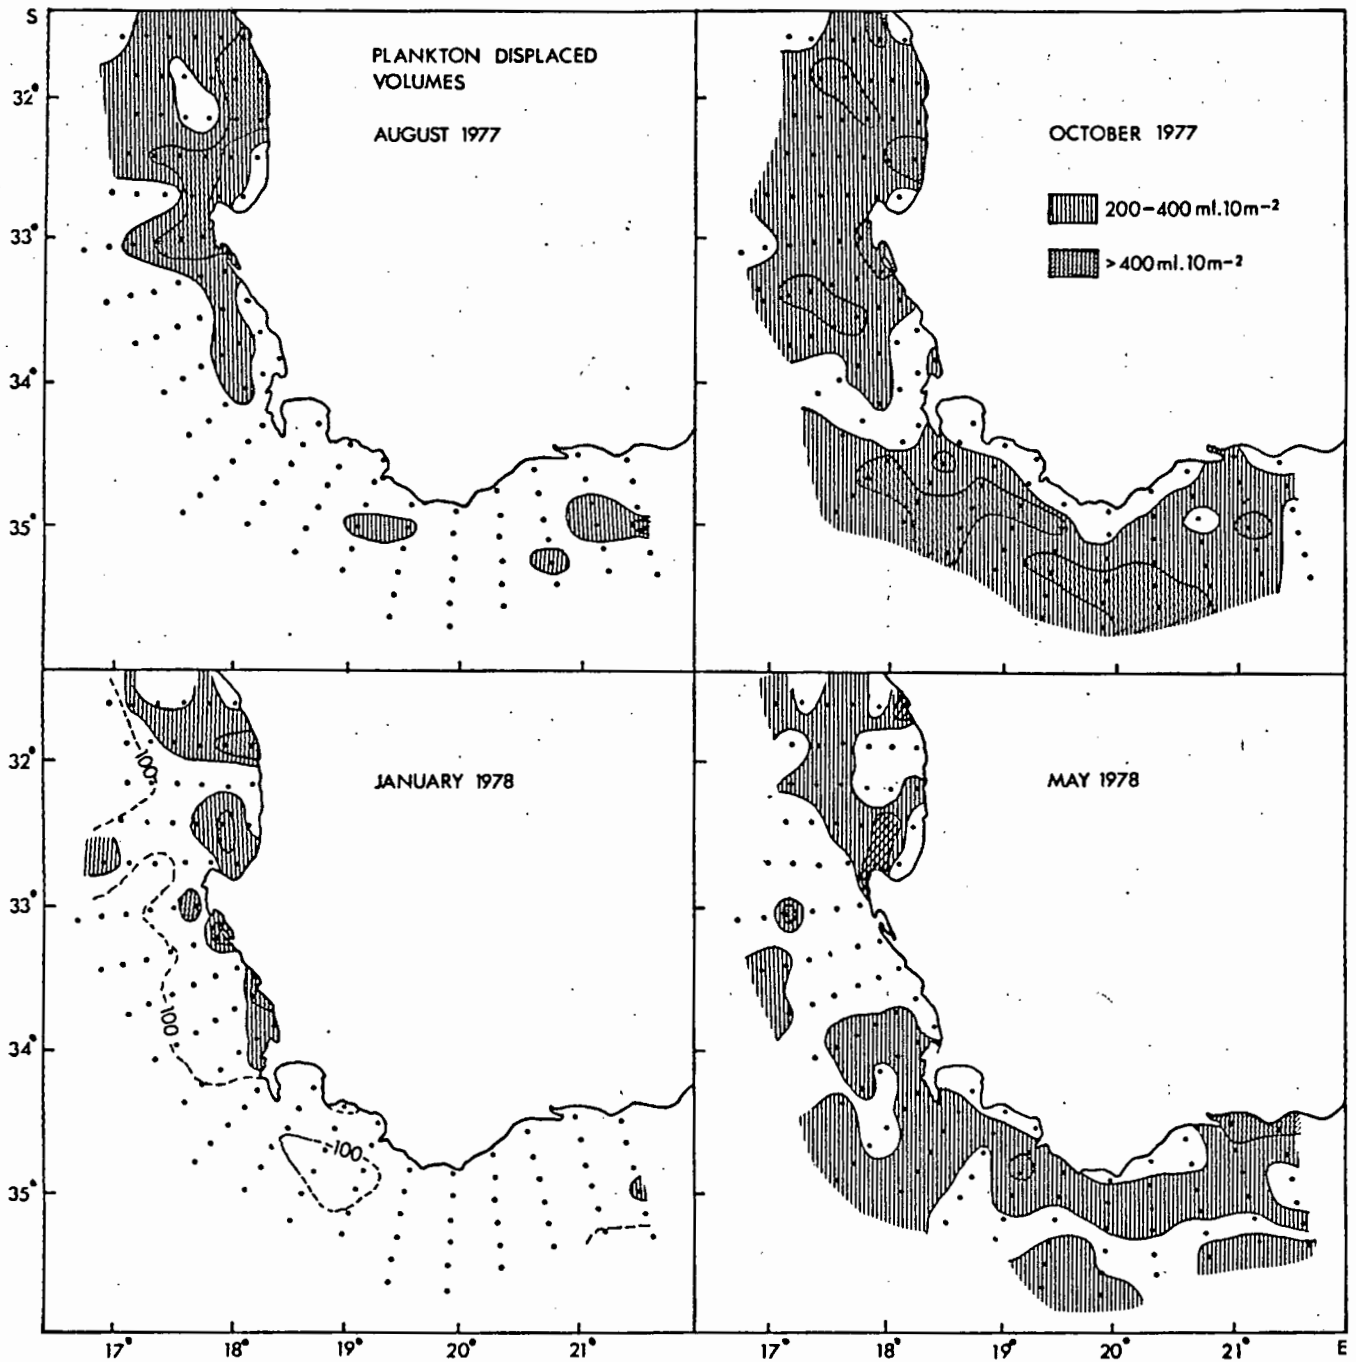 S
PLANKTON DISPLACED
VOLUMES
AUGUST 1977
32°
33°
34°
35°
OCTOBER 1977
200-400 ml.10m-2
>400 ml.10m-2
JANUARY 1978
100
100
100
32°
33°
34°
35°
MAY 1978
17° 18° 19° 20° 21°
17° 18° 19° 20° 21° E